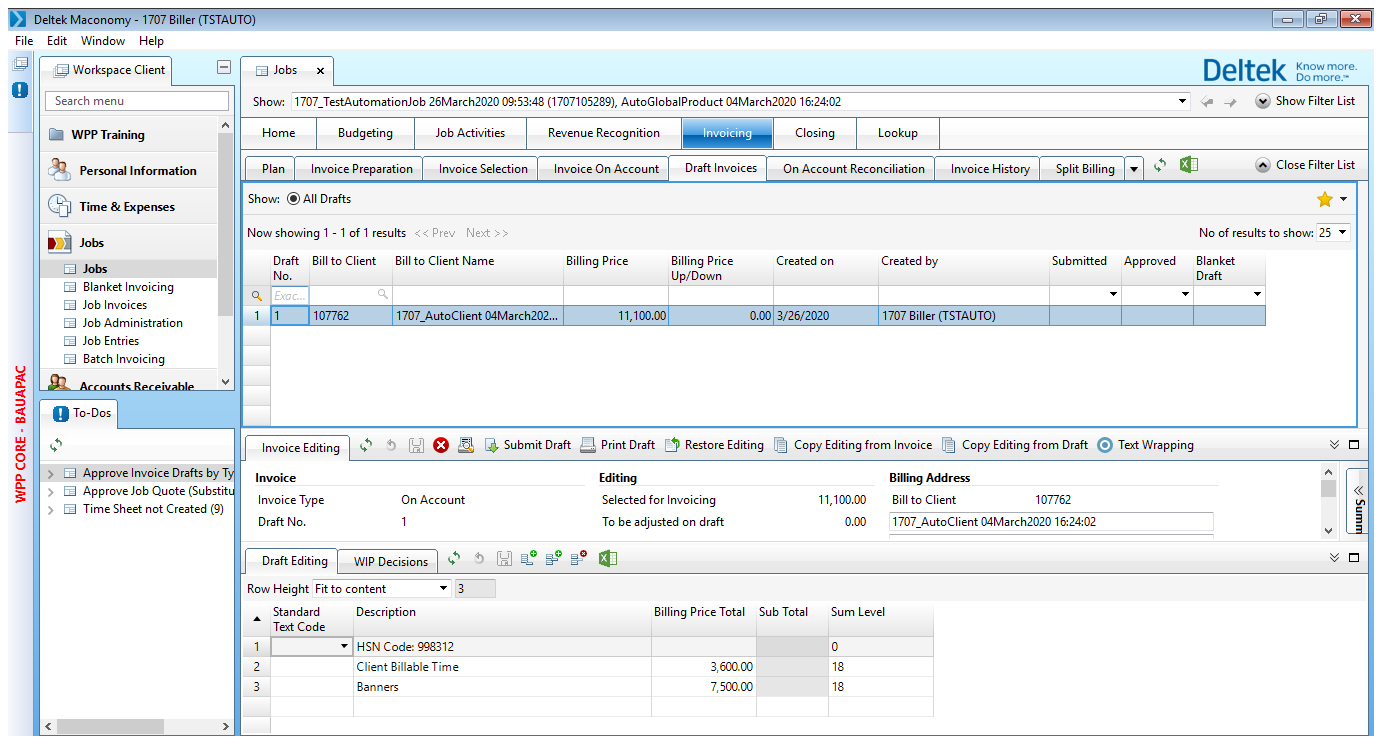 Deltek Maconomy - 1707 Biller (TSTAUTO)
File Edit Window Help
Workspace Client
Search menu
WPP Training
Personal Information
Time & Expenses
Jobs
Jobs
Blanket Invoicing
Job Invoices
Job Administration
Job Entries
Batch Invoicing
Accounts Receivable
WPP CORE - BAUAPAC
To-Dos
Approve Invoice Drafts by Ty
Approve Job Quote (Substitu
Time Sheet not Created (9)
Jobs x
Deltek Know more. Do more.™
Show: 1707_TestAutomationJob 26March2020 09:53:48 (1707105289), AutoGlobalProduct 04March2020 16:24:02 Show Filter List
Home Budgeting Job Activities Revenue Recognition Invoicing Closing Lookup
Plan Invoice Preparation Invoice Selection Invoice On Account Draft Invoices On Account Reconciliation Invoice History Split Billing Close Filter List
Show: All Drafts
Now showing 1 - 1 of 1 results << Prev Next >> No of results to show: 25
Draft No. Bill to Client Bill to Client Name Billing Price Billing Price Up/Down Created on Created by Submitted Approved Blanket Draft
Exac...
1 1 107762 1707_AutoClient 04March202... 11,100.00 0.00 3/26/2020 1707 Biller (TSTAUTO)
Invoice Editing Submit Draft Print Draft Restore Editing Copy Editing from Invoice Copy Editing from Draft Text Wrapping
Invoice Editing Billing Address
Invoice Type On Account Selected for Invoicing 11,100.00 Bill to Client 107762
Draft No. 1 To be adjusted on draft 0.00 1707_AutoClient 04March2020 16:24:02
« Summ
Draft Editing WIP Decisions
Row Height Fit to content 3
Standard Text Code Description Billing Price Total Sub Total Sum Level
1 HSN Code: 998312 0
2 Client Billable Time 3,600.00 18
3 Banners 7,500.00 18